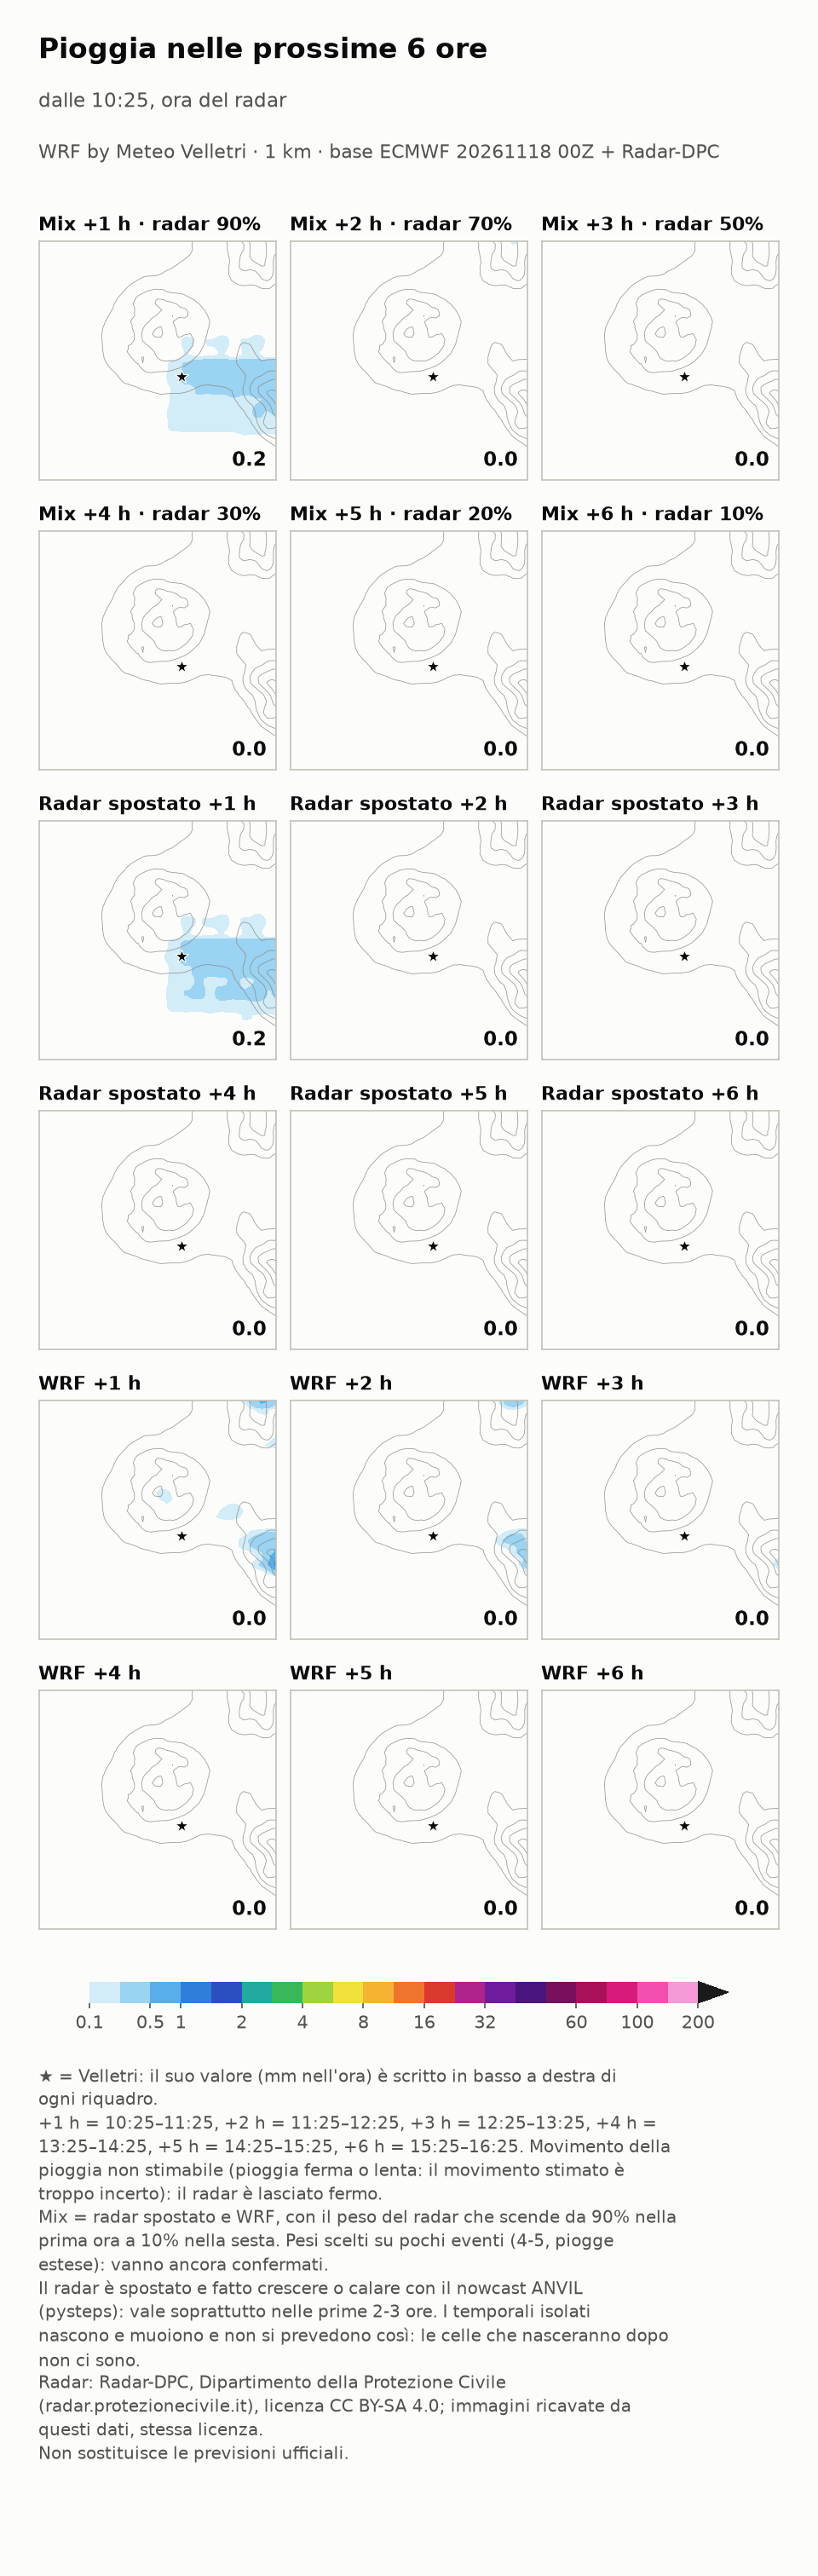 Pioggia nelle prossime 6 ore
dalle 10:25, ora del radar
WRF by Meteo Velletri · 1 km · base ECMWF 20261118 00Z + Radar-DPC
Mix +1 h · radar 90%
Mix +2 h · radar 70%
Mix +3 h · radar 50%
0.2
0.0
0.0
Mix +4 h · radar 30%
Mix +5 h · radar 20%
Mix +6 h · radar 10%
0.0
0.0
0.0
Radar spostato +1 h
Radar spostato +2 h
Radar spostato +3 h
0.2
0.0
0.0
Radar spostato +4 h
Radar spostato +5 h
Radar spostato +6 h
0.0
0.0
0.0
WRF +1 h
WRF +2 h
WRF +3 h
0.0
0.0
0.0
WRF +4 h
WRF +5 h
WRF +6 h
0.0
0.0
0.0
0.1 0.5 1 2 4 8 16 32 60 100 200
★ = Velletri: il suo valore (mm nell'ora) è scritto in basso a destra di
ogni riquadro.
+1 h = 10:25–11:25, +2 h = 11:25–12:25, +3 h = 12:25–13:25, +4 h =
13:25–14:25, +5 h = 14:25–15:25, +6 h = 15:25–16:25. Movimento della
pioggia non stimabile (pioggia ferma o lenta: il movimento stimato è
troppo incerto): il radar è lasciato fermo.
Mix = radar spostato e WRF, con il peso del radar che scende da 90% nella
prima ora a 10% nella sesta. Pesi scelti su pochi eventi (4-5, piogge
estese): vanno ancora confermati.
Il radar è spostato e fatto crescere o calare con il nowcast ANVIL
(pysteps): vale soprattutto nelle prime 2-3 ore. I temporali isolati
nascono e muoiono e non si prevedono così: le celle che nasceranno dopo
non ci sono.
Radar: Radar-DPC, Dipartimento della Protezione Civile
(radar.protezionecivile.it), licenza CC BY-SA 4.0; immagini ricavate da
questi dati, stessa licenza.
Non sostituisce le previsioni ufficiali.